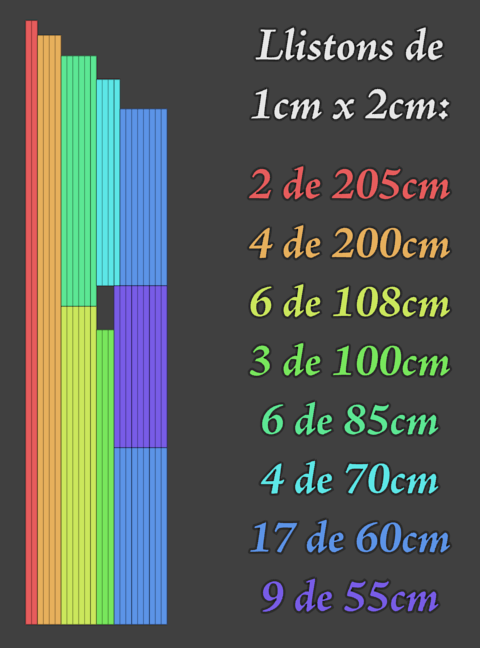 Llistons de
1cm x 2cm:
2 de 205cm
4 de 200cm
6 de 108cm
3 de 100cm
6 de 85cm
4 de 70cm
17 de 60cm
9 de 55cm